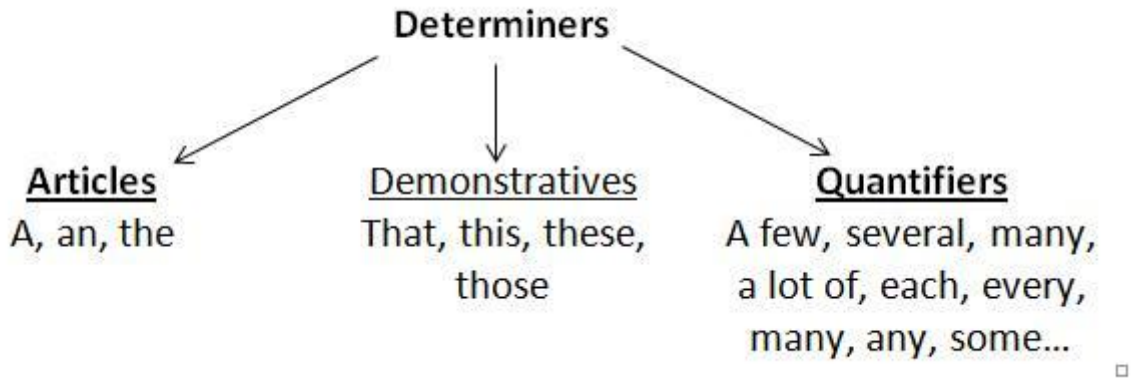 Determiners
Articles
A, an, the
Demonstratives
That, this, these,
those
Quantifiers
A few, several, many,
a lot of, each, every,
many, any, some...